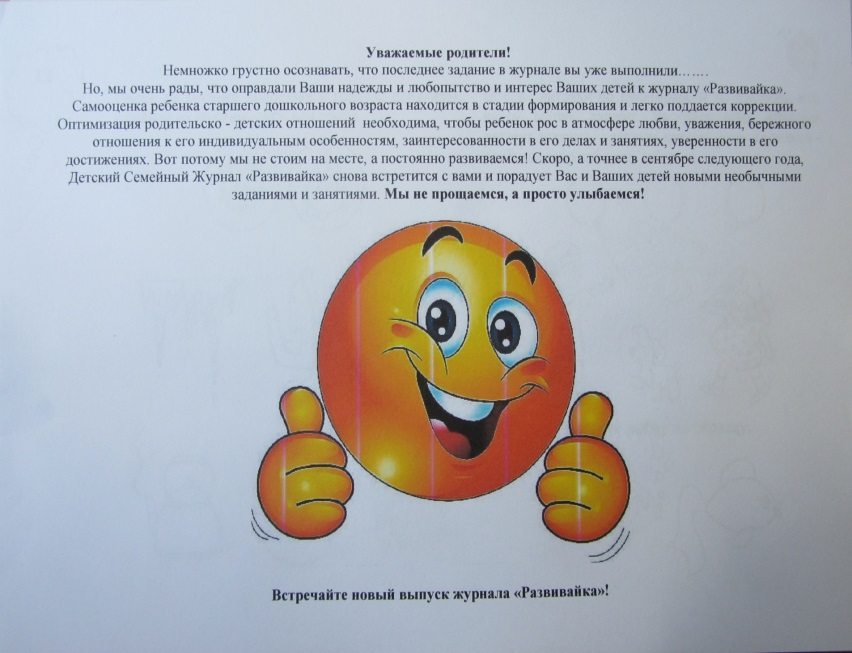 Уважаемые родители!
Немножко грустно осознавать, что последнее задание в журнале вы уже выполнили…….
Но, мы очень рады, что оправдали Ваши надежды и любопытство и интерес Ваших детей к журналу «Развивайка».
Самооценка ребенка старшего дошкольного возраста находится в стадии формирования и легко поддается коррекции.
Оптимизация родительско - детских отношений  необходима, чтобы ребенок рос в атмосфере любви, уважения, бережного
отношения к его индивидуальным особенностям, заинтересованности в его делах и занятиях, уверенности в его
достижениях. Вот потому мы не стоим на месте, а постоянно развиваемся! Скоро, а точнее в сентябре следующего года,
Детский Семейный Журнал «Развивайка» снова встретится с вами и порадует Вас и Ваших детей новыми необычными
заданиями и занятиями. Мы не прощаемся, а просто улыбаемся!
Встречайте новый выпуск журнала «Развивайка»!